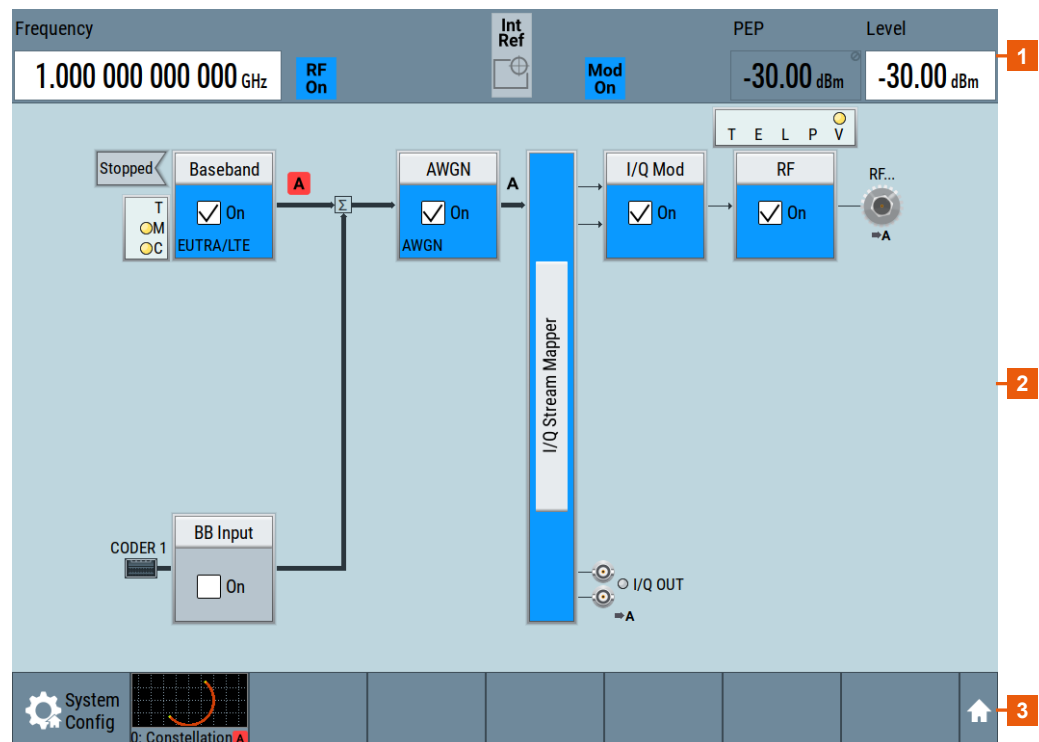 Frequency
Int
Ref
PEP
Level
1
1.000 000 000 000 GHz
RF
On
Mod
On
-30.00 dBm
-30.00 dBm
T E L P V
Stopped
Baseband
A
AWGN
A
I/Q Mod
RF
RF...
T
M
C
On
Σ
On
On
On
EUTRA/LTE
AWGN
➡A
I/Q Stream Mapper
2
BB Input
CODER 1
On
I/Q OUT
➡A
System
Config
0: Constellation A
3